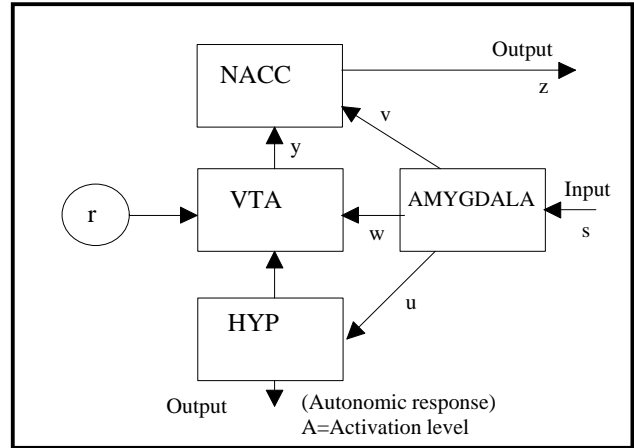 Output
NACC
z
v
y
VTA
AMYGDALA
Input
r
w
s
u
HYP
Output
(Autonomic response)
A=Activation level